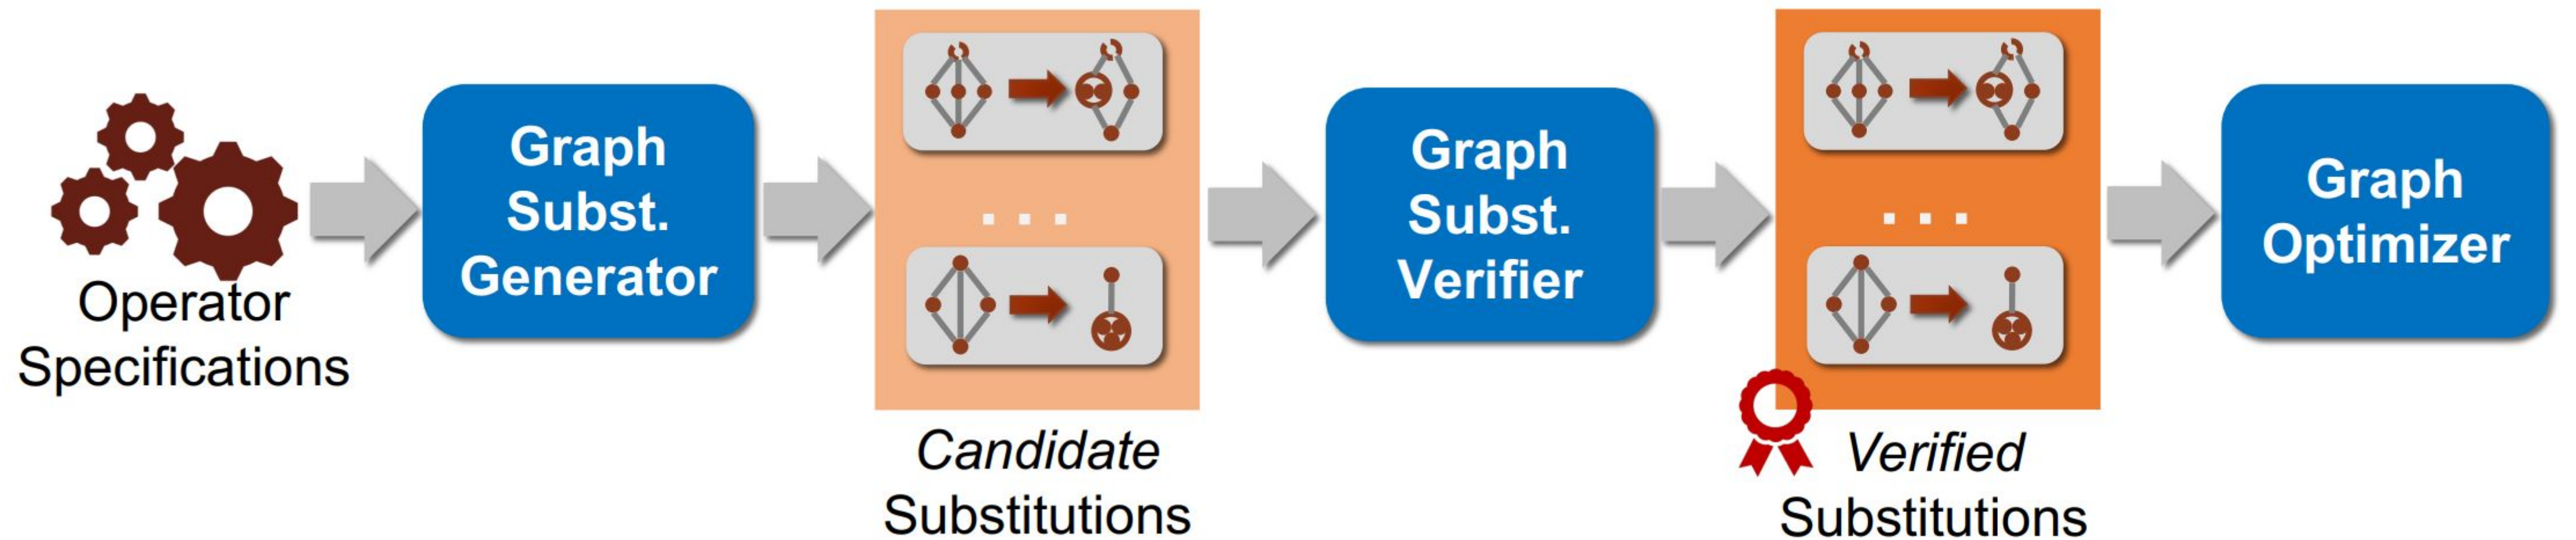 Operator
Specifications
Graph
Subst.
Generator
. . .
Candidate
Substitutions
Graph
Subst.
Verifier
. . .
Verified
Substitutions
Graph
Optimizer